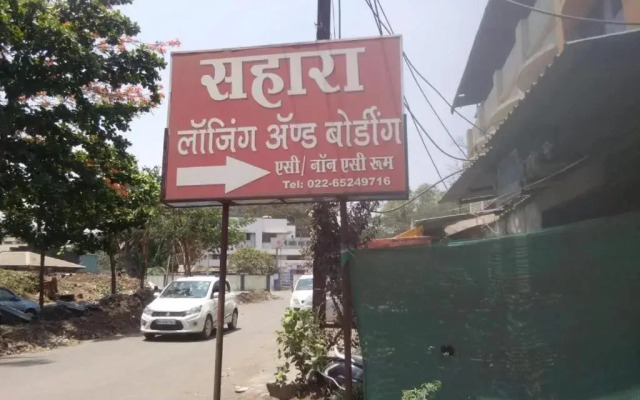 सहारा
लॉजिंग अ‍ॅण्ड बोर्डींग
एसी/ नॉन एसी रूम
Tel: 022-65249716